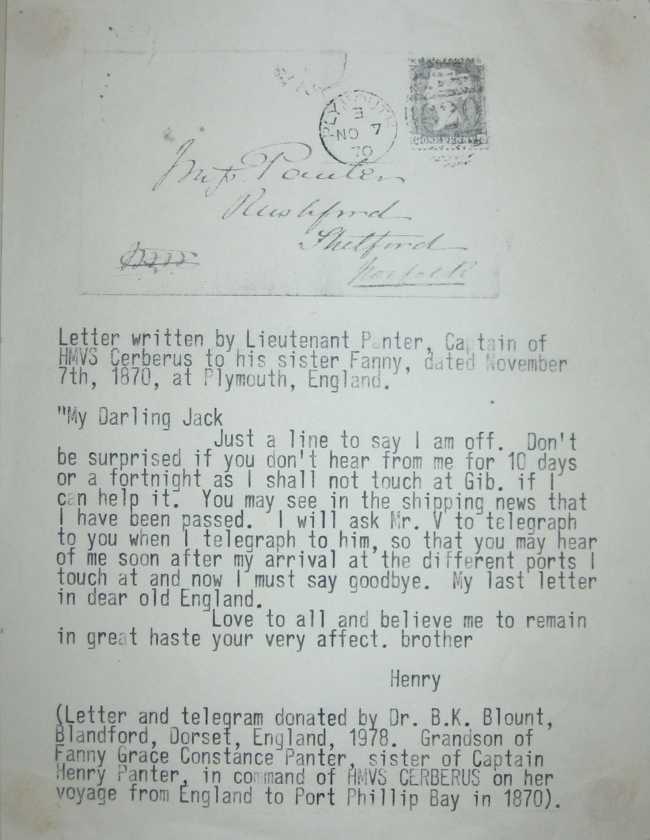 PLYMOUTH
E
7
NO
70
620
ONE PENNY
Miss Panter
Rushford
Thetford
Norfolk
Letter written by Lieutenant Panter, Captain of
HMVS Cerberus to his sister Fanny, dated November
7th, 1870, at Plymouth, England.
"My Darling Jack
Just a line to say I am off. Don't
be surprised if you don't hear from me for 10 days
or a fortnight as I shall not touch at Gib. if I
can help it. You may see in the shipping news that
I have been passed. I will ask Mr. V to telegraph
to you when I telegraph to him, so that you may hear
of me soon after my arrival at the different ports I
touch at and now I must say goodbye. My last letter
in dear old England.
Love to all and believe me to remain
in great haste your very affect. brother
Henry
(Letter and telegram donated by Dr. B.K. Blount,
Blandford, Dorset, England, 1978. Grandson of
Fanny Grace Constance Panter, sister of Captain
Henry Panter, in command of HMVS CERBERUS on her
voyage from England to Port Phillip Bay in 1870).